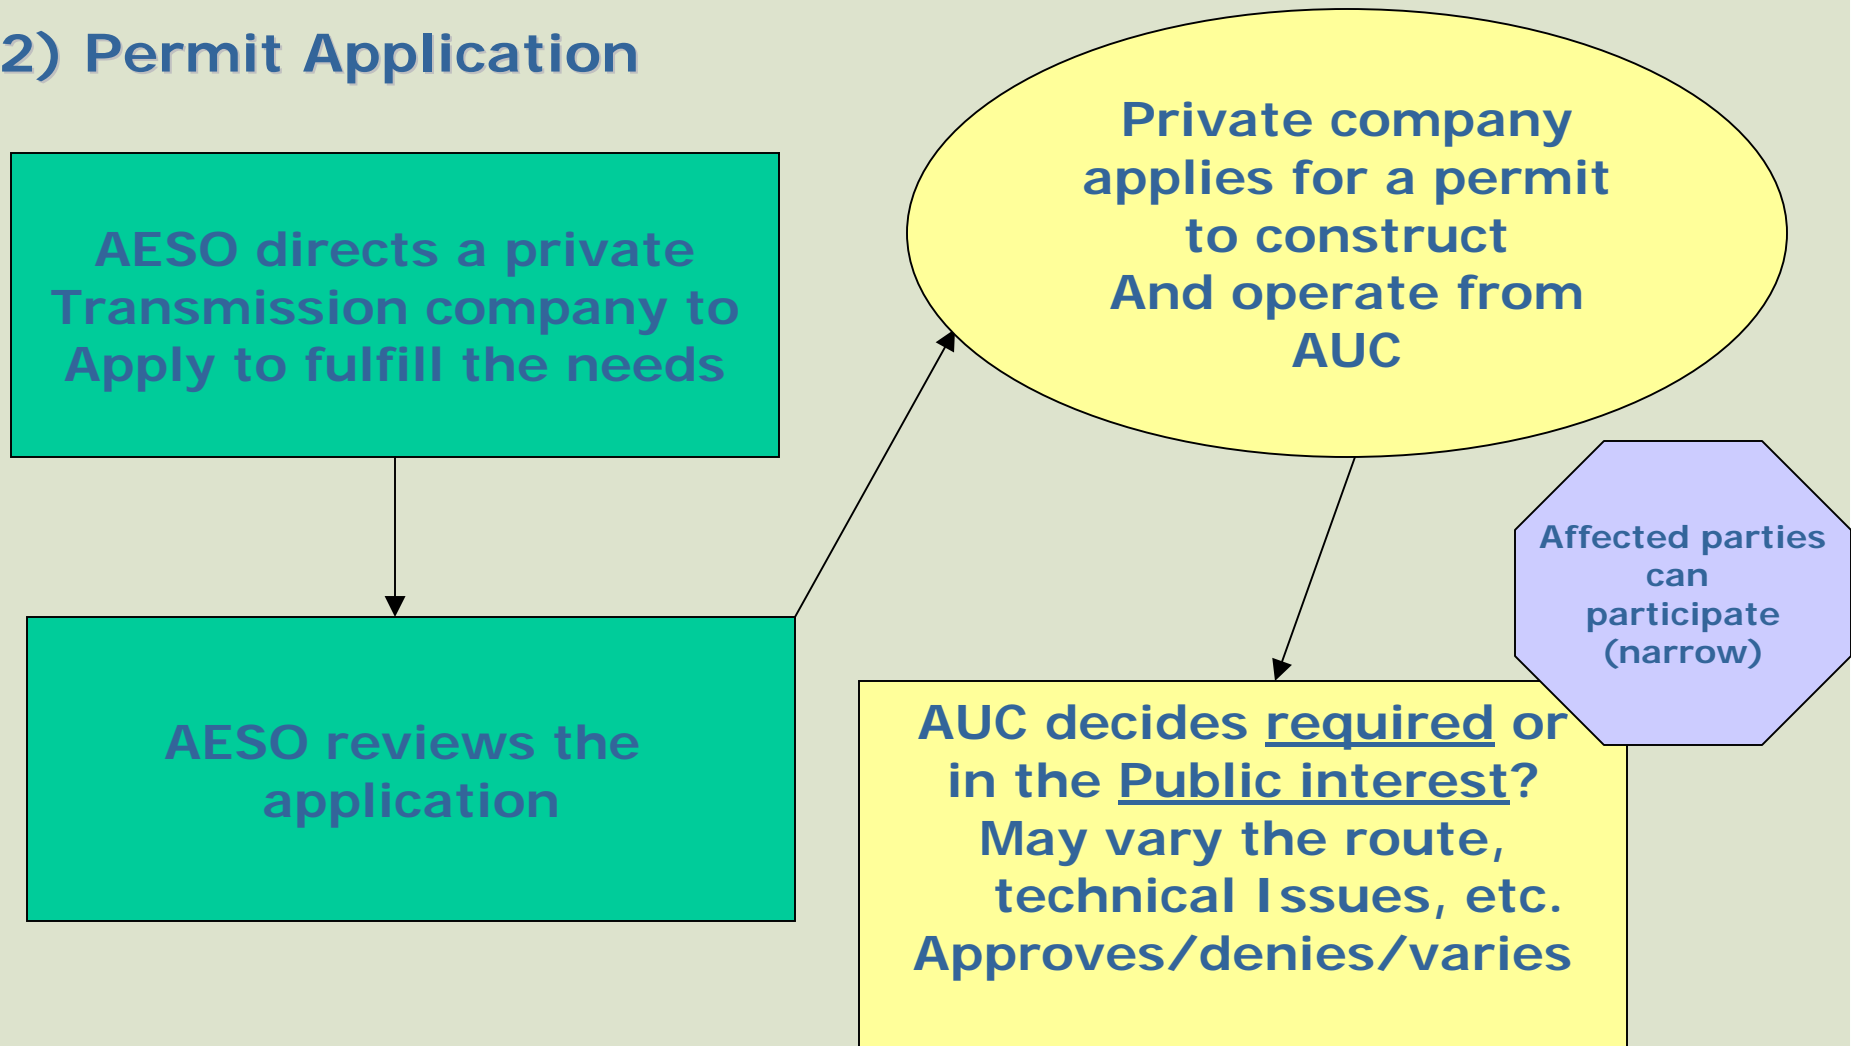 2) Permit Application
AESO directs a private
Transmission company to
Apply to fulfill the needs
AESO reviews the
application
Private company
applies for a permit
to construct
And operate from
AUC
Affected parties
can
participate
(narrow)
AUC decides required or
in the Public interest?
May vary the route,
technical Issues, etc.
Approves/denies/varies